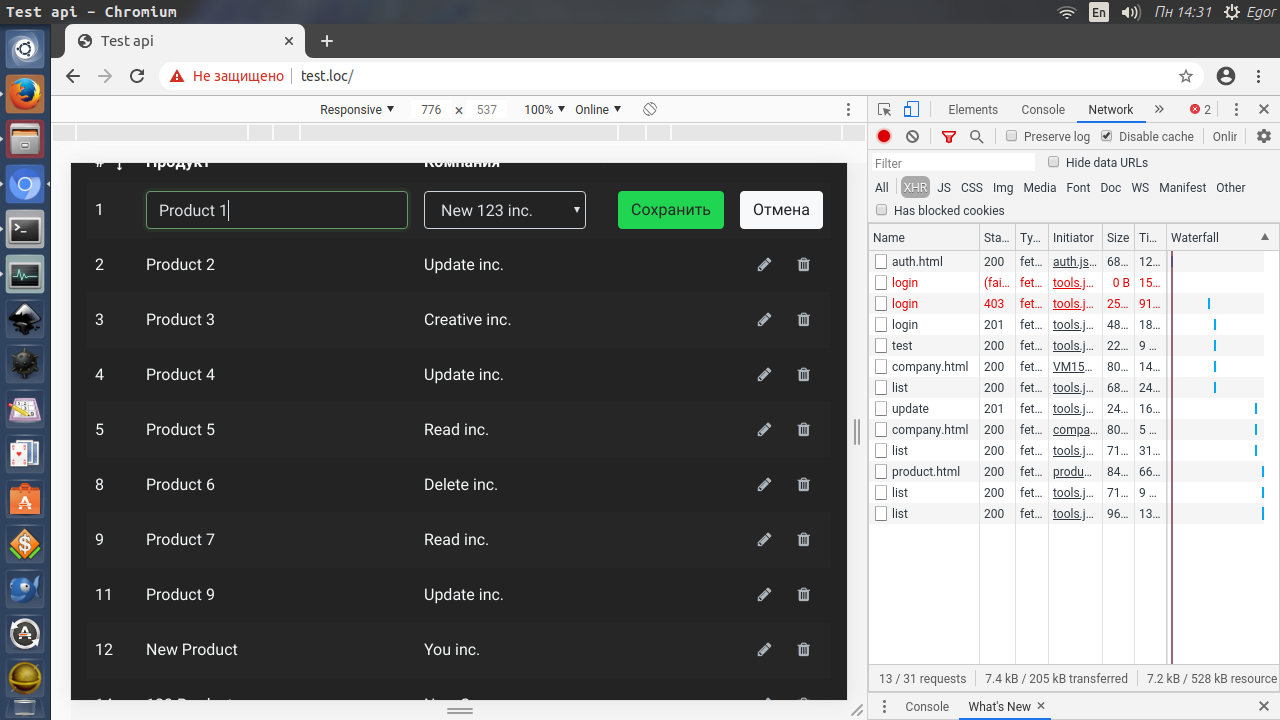 Test api - Chromium
En
Пн 14:31
Egor
Test api
Не защищено
test.loc/
Responsive
776
x
537
100%
Online
Elements
Console
Network
2
Preserve log
Disable cache
Onlir
Filter
Hide data URLs
All
XHR
JS
CSS
Img
Media
Font
Doc
WS
Manifest
Other
Has blocked cookies
# Продукт Компания
1 Product 1 New 123 inc. Сохранить Отмена
2 Product 2 Update inc.
3 Product 3 Creative inc.
4 Product 4 Update inc.
5 Product 5 Read inc.
8 Product 6 Delete inc.
9 Product 7 Read inc.
11 Product 9 Update inc.
12 New Product You inc.
Name Sta... Ty... Initiator Size Ti... Waterfall
auth.html 200 fet... auth.js... 68... 12...
login (fai... fet... tools.j... 0 B 15...
login 403 fet... tools.j... 25... 91...
login 201 fet... tools.j... 48... 18...
test 200 fet... tools.j... 22... 9 ...
company.html 200 fet... VM15... 80... 14...
list 200 fet... tools.j... 68... 24...
update 201 fet... tools.j... 24... 16...
company.html 200 fet... compa... 80... 5 ...
list 200 fet... tools.j... 71... 31...
product.html 200 fet... produ... 84... 66...
list 200 fet... tools.j... 71... 9 ...
list 200 fet... tools.j... 96... 13...
13 / 31 requests
7.4 kB / 205 kB transferred
7.2 kB / 528 kB resource
Console
What's New